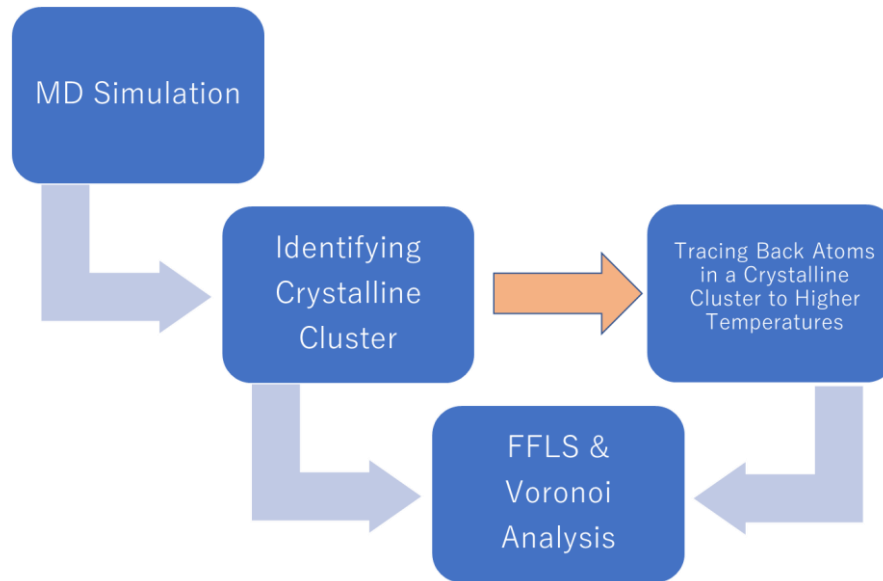 MD Simulation
Identifying
Crystalline
Cluster
Tracing Back Atoms
in a Crystalline
Cluster to Higher
Temperatures
FFLS &
Voronoi
Analysis